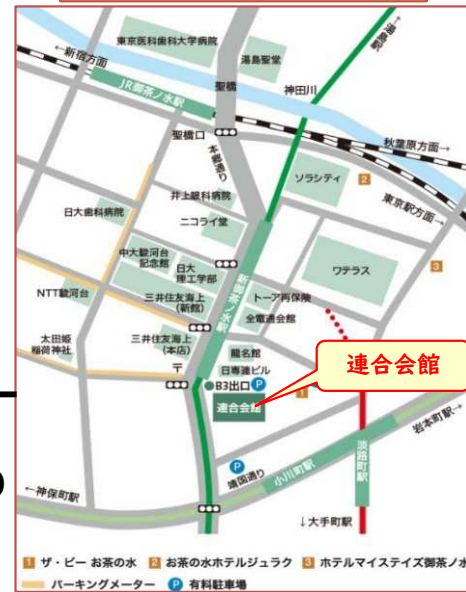 ←新宿方面
東京医科歯科大学病院
湯島聖堂
→湯島駅
JR御茶ノ水駅
聖橋
神田川
聖橋口
本郷通り
秋葉原方面→
井上眼科病院
ソラシティ
2
東京駅方面→
日大歯科病院
ニコライ堂
中大駿河台
記念館
日大
理工学部
ワテラス
3
NTT駿河台
三井住友海上
(新館)
新御茶ノ水駅
トーア再保険
全電通会館
太田姫
稲荷神社
三井住友海上
(本店)
龍名館
日専連ビル
連合会館
〒
B3出口
P
連合会館
1
岩本町駅→
P
靖国通り
小川町駅
淡路町駅
←神保町駅
↓大手町駅
1 ザ・ビー お茶の水 2 お茶の水ホテルジュラク 3 ホテルマイステイズ御茶ノ水
パーキングメーター P 有料駐車場